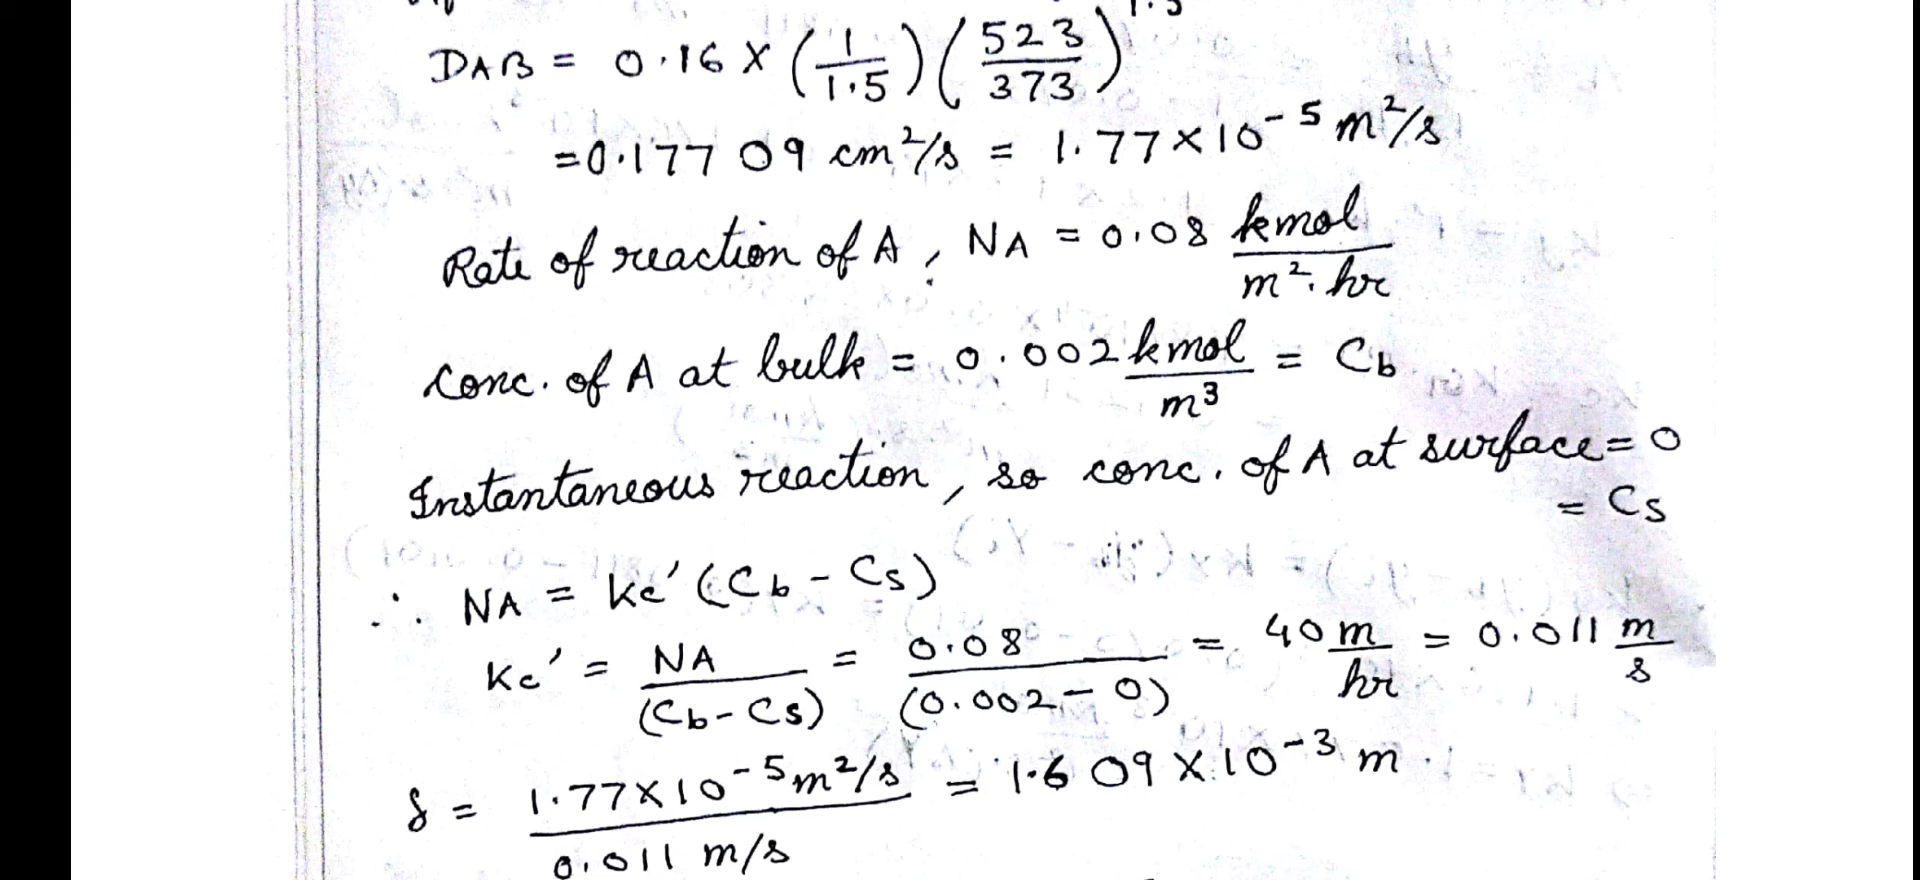 DAB = 0.16 × (1/1.5) (523/373)^1.5
= 0.17709 cm²/s = 1.77 × 10⁻⁵ m²/s
Rate of reaction of A, NA = 0.08 kmol/m². hr
Conc. of A at bulk = 0.002 kmol/m³ = Cb
Instantaneous reaction, so conc. of A at surface = 0
= Cs
∴ NA = kc' (Cb - Cs)
kc' = NA/(Cb - Cs) = 0.08/(0.002 - 0) = 40 m/hr = 0.011 m/s
δ = 1.77 × 10⁻⁵ m²/s / 0.011 m/s = 1.609 × 10⁻³ m